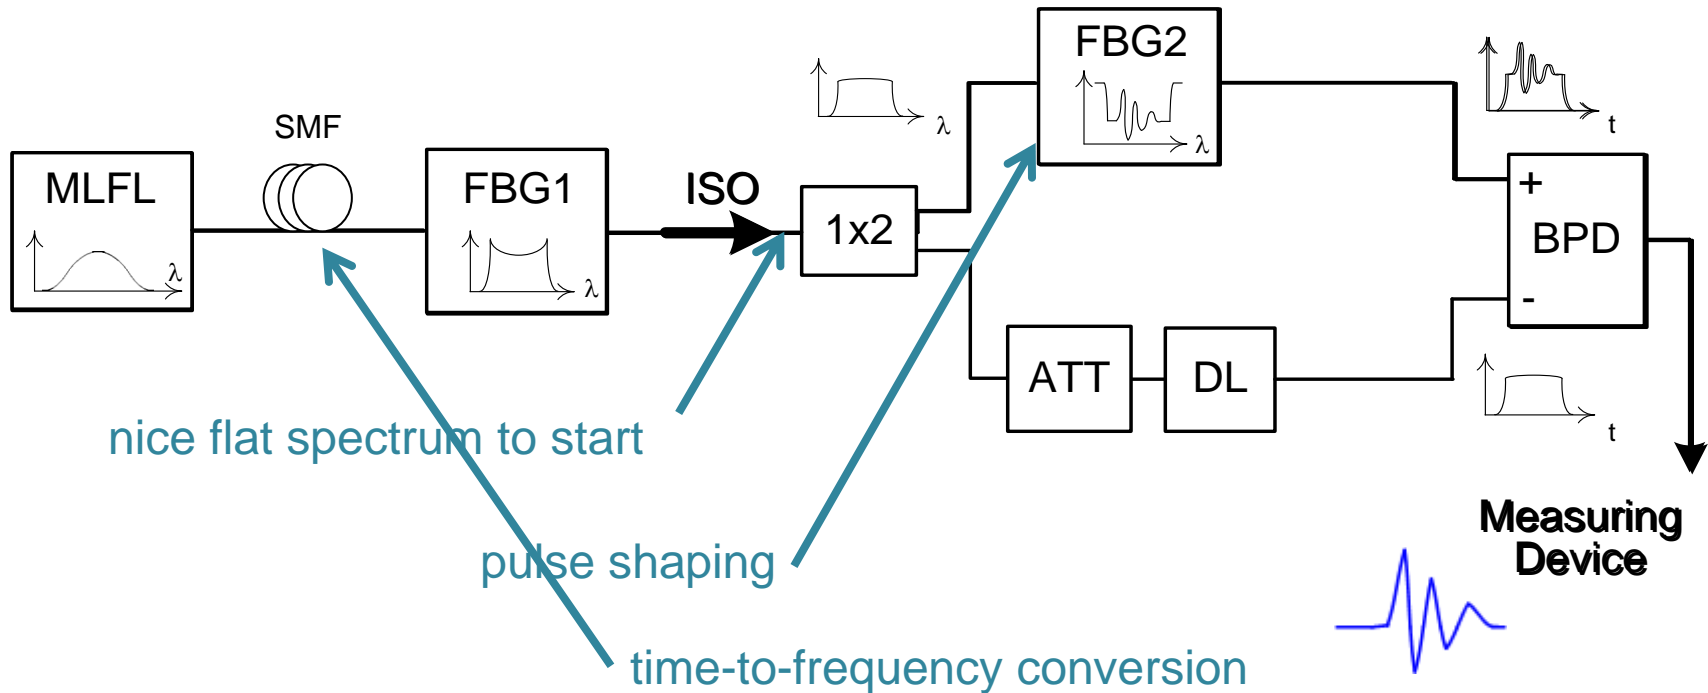 MLFL
λ
SMF
FBG1
λ
ISO
1x2
λ
FBG2
λ
t
+
BPD
-
ATT
DL
t
nice flat spectrum to start
pulse shaping
time-to-frequency conversion
Measuring
Device